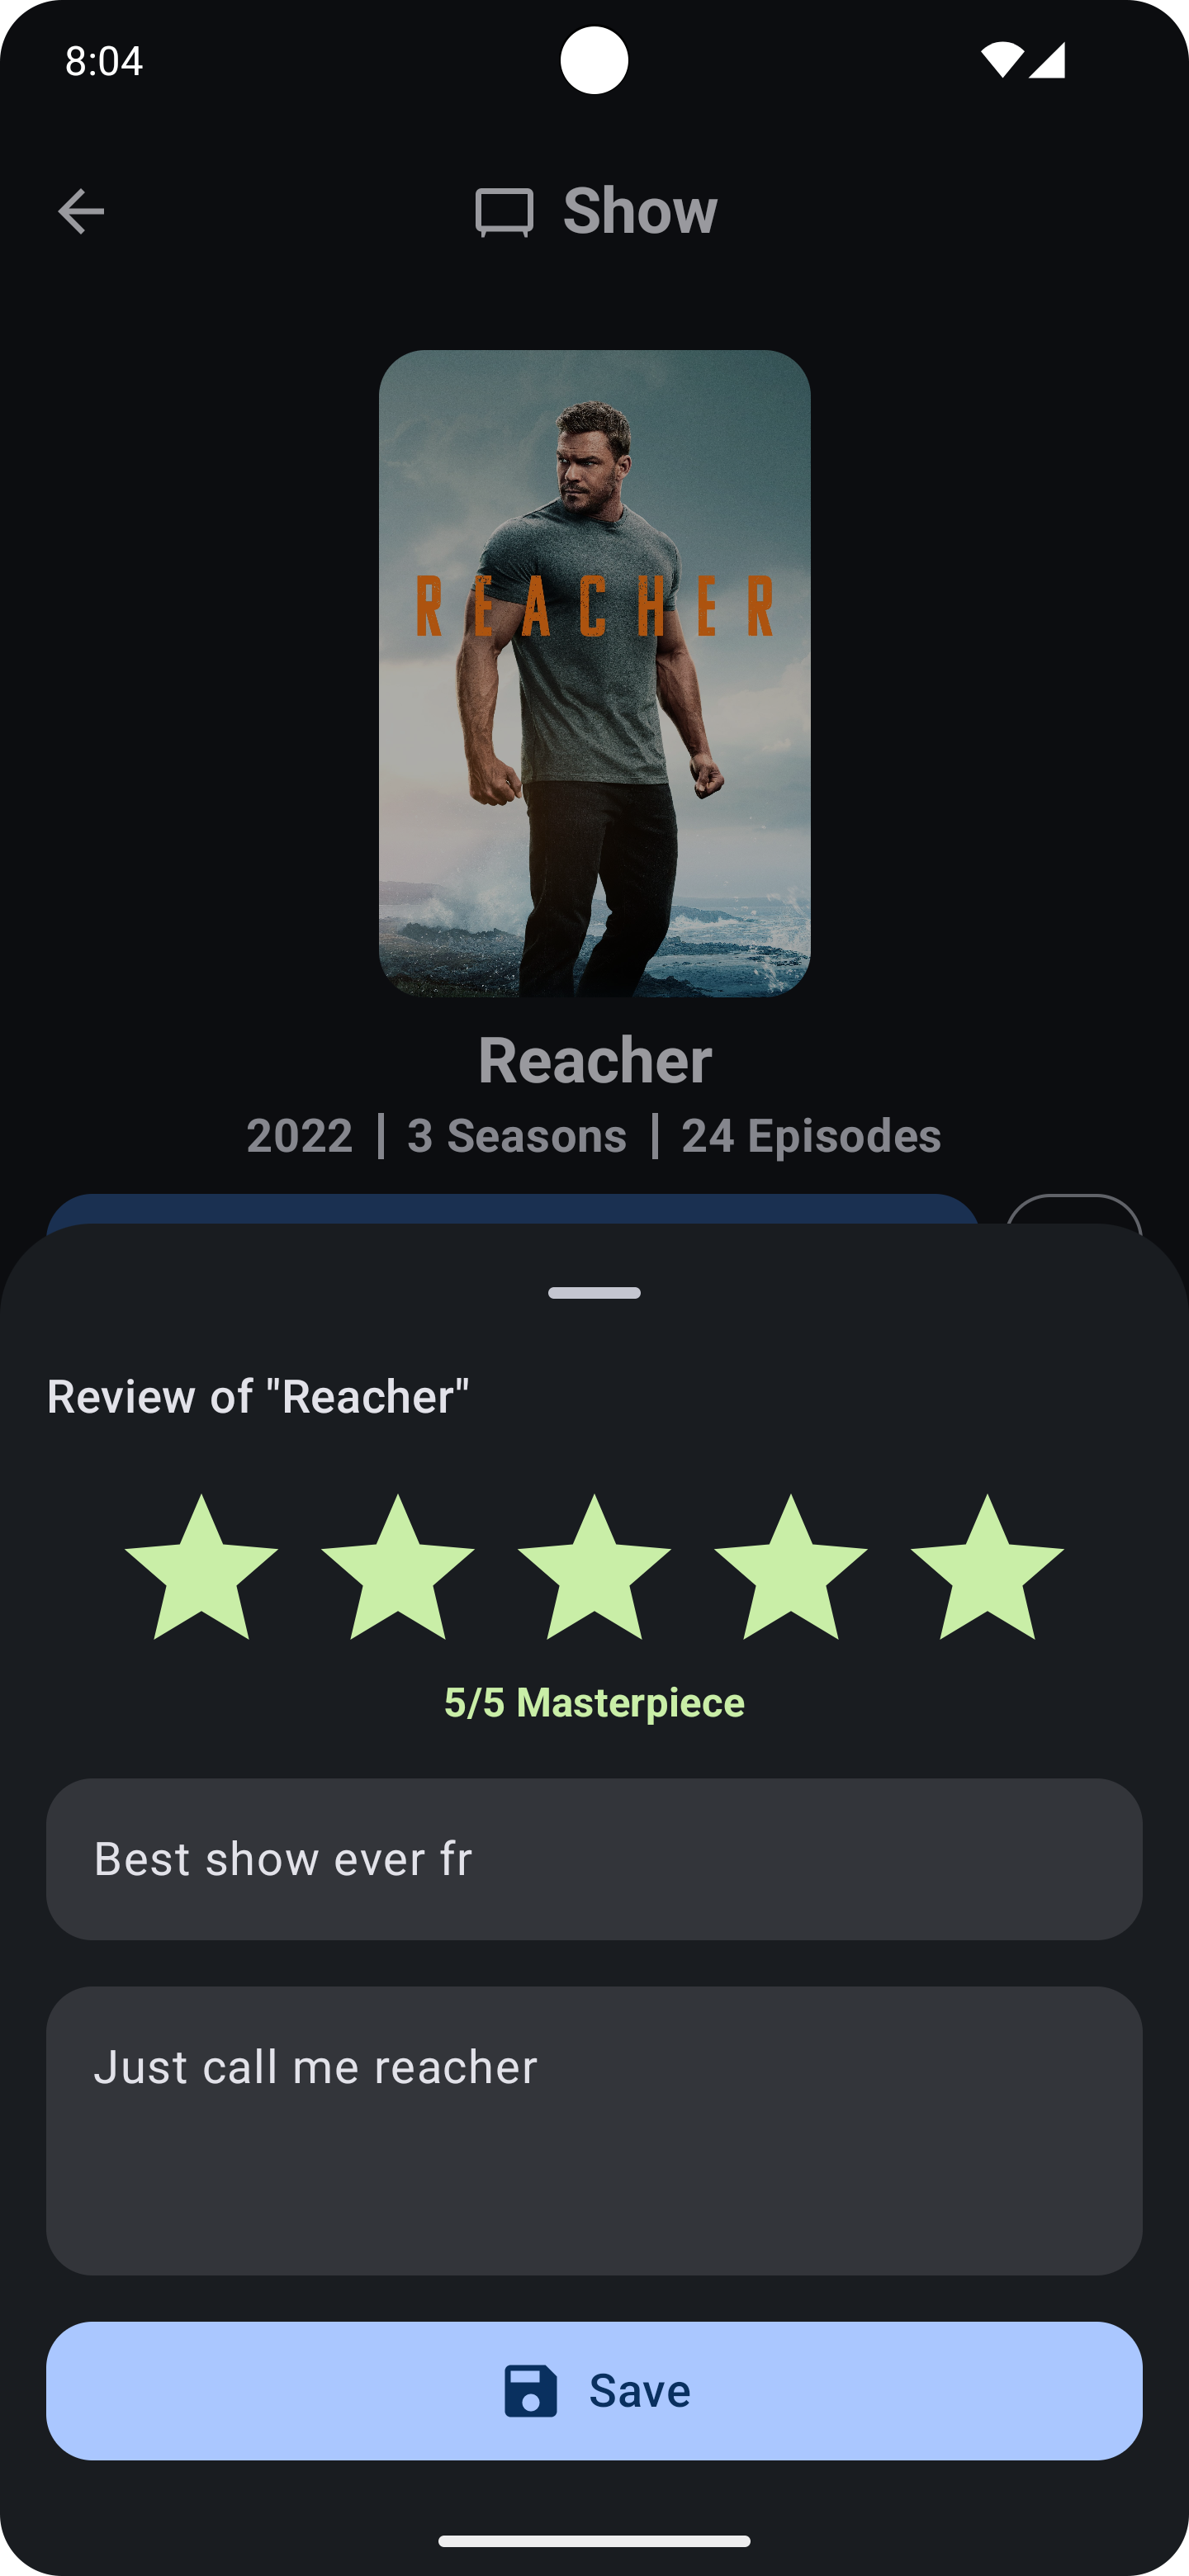 8:04
Show
REACHER
Reacher
2022 | 3 Seasons | 24 Episodes
Review of "Reacher"
5/5 Masterpiece
Best show ever fr
Just call me reacher
Save